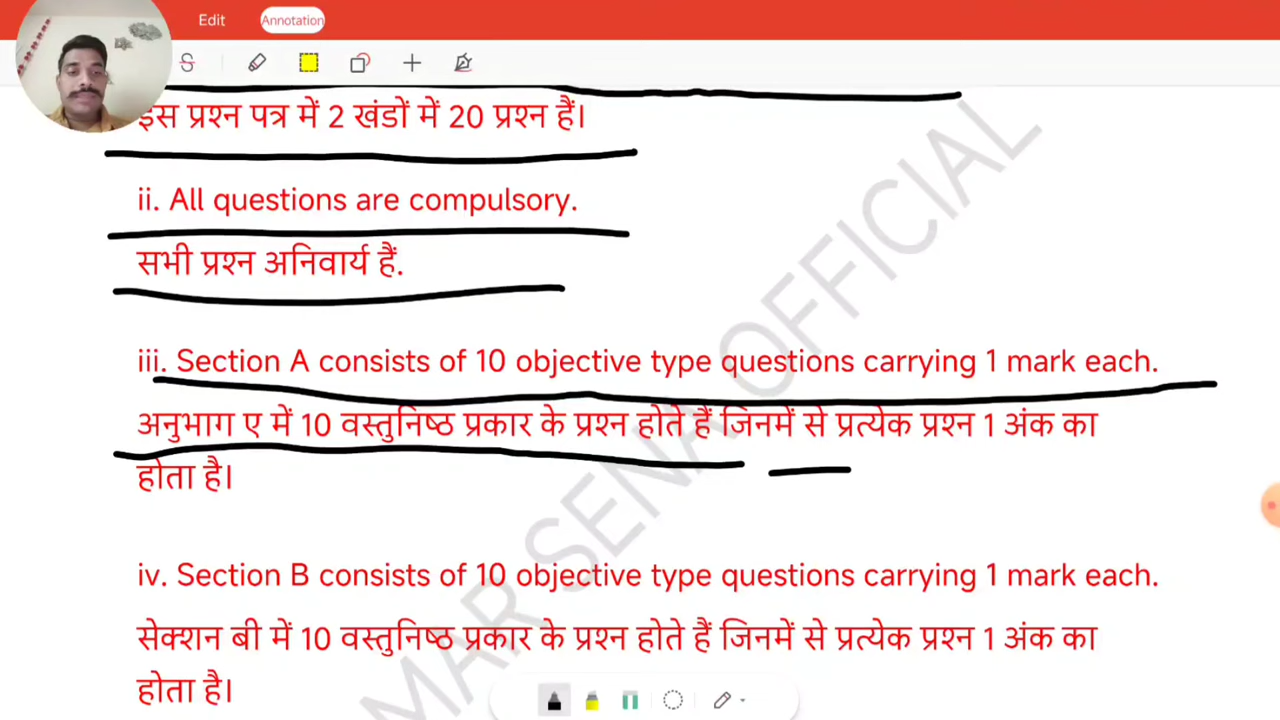 Edit Annotation
इस प्रश्न पत्र में 2 खंडों में 20 प्रश्न हैं।
ii. All questions are compulsory.
सभी प्रश्न अनिवार्य हैं.
iii. Section A consists of 10 objective type questions carrying 1 mark each.
अनुभाग ए में 10 वस्तुनिष्ठ प्रकार के प्रश्न होते हैं जिनमें से प्रत्येक प्रश्न 1 अंक का
होता है।
iv. Section B consists of 10 objective type questions carrying 1 mark each.
सेक्शन बी में 10 वस्तुनिष्ठ प्रकार के प्रश्न होते हैं जिनमें से प्रत्येक प्रश्न 1 अंक का
होता है।
MAR SENA OFFICIAL